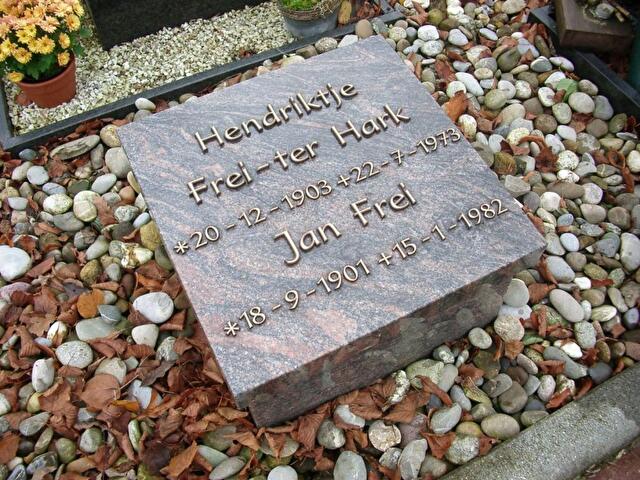 Hendriktje
Frei-ter Hark
*20-12-1903 +22-7-1973
Jan Frei
*18-9-1901 +15-1-1982